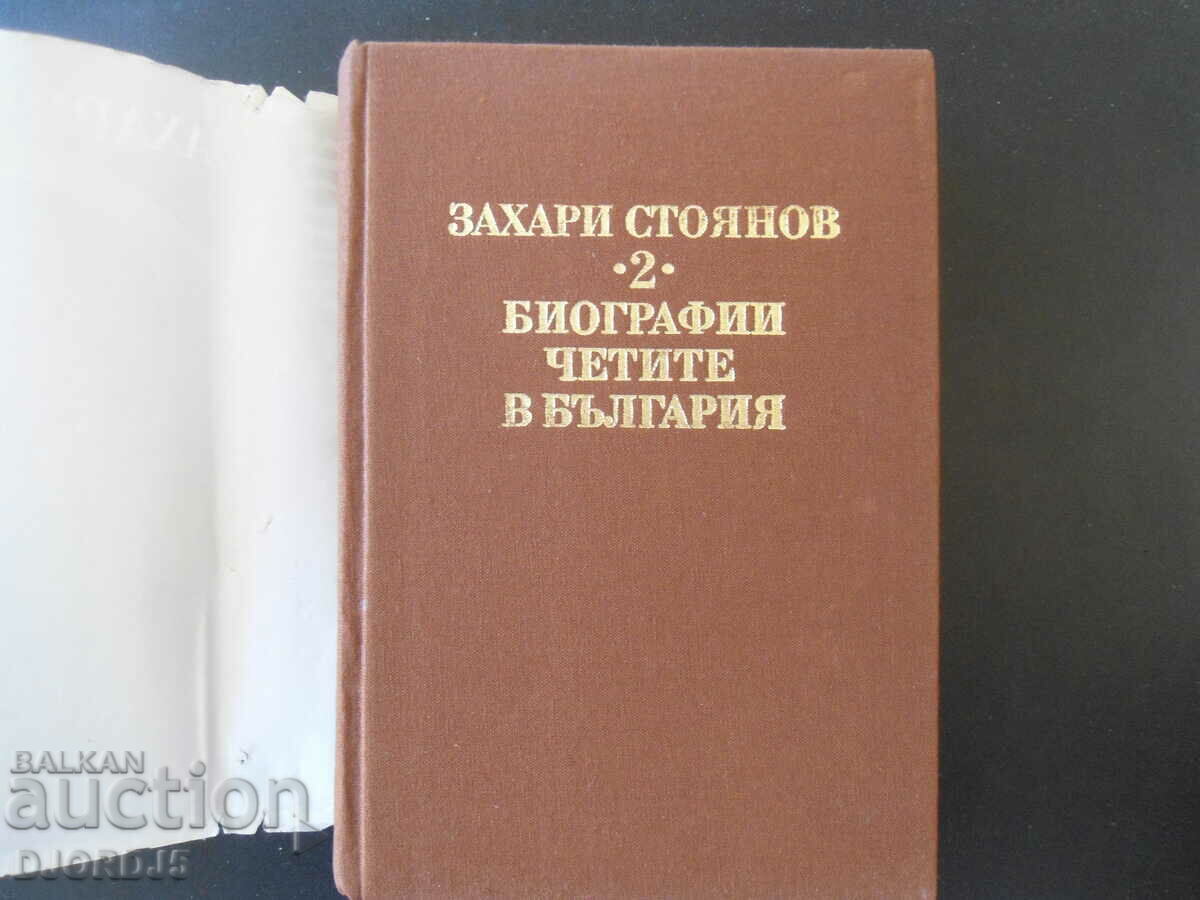 ЗАХАРИ СТОЯНОВ
•2•
БИОГРАФИИ
ЧЕТИТЕ
В БЪЛГАРИЯ
BALKAN
auction
DJORDJ5